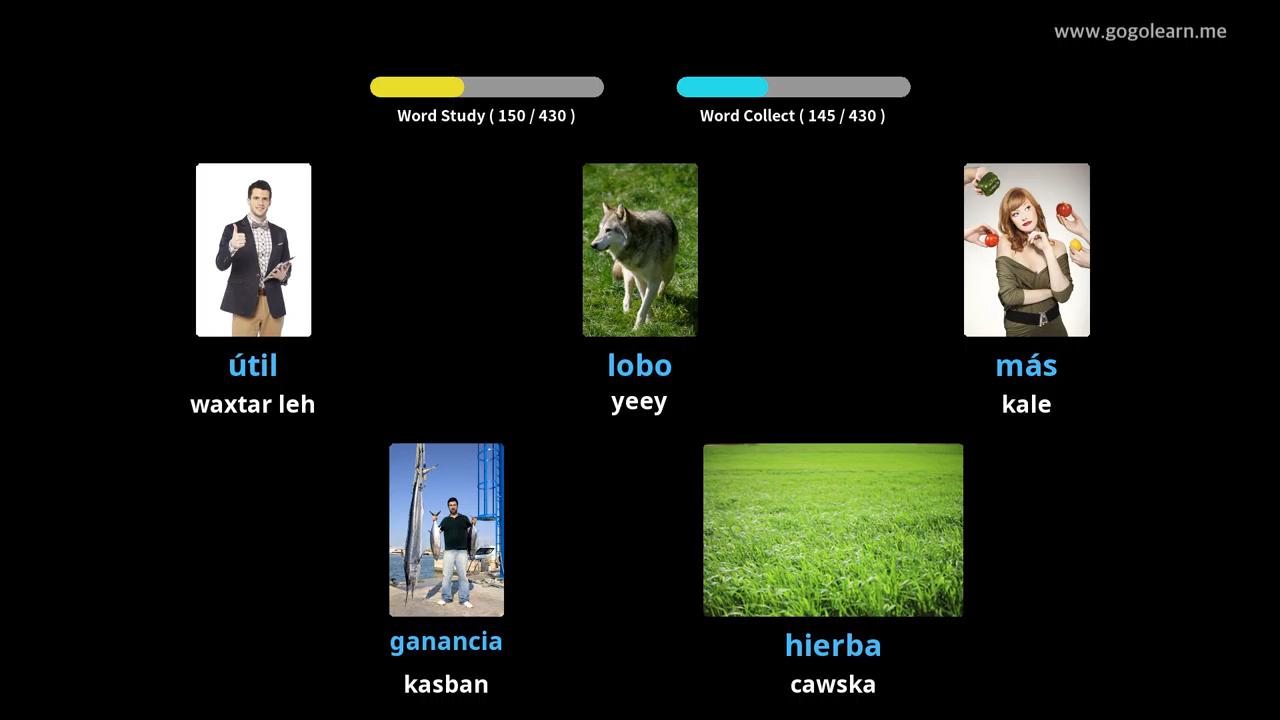 www.gogolearn.me
Word Study ( 150 / 430 )
Word Collect ( 145 / 430 )
útil
waxtar leh
lobo
yeey
más
kale
ganancia
kasban
hierba
cawska